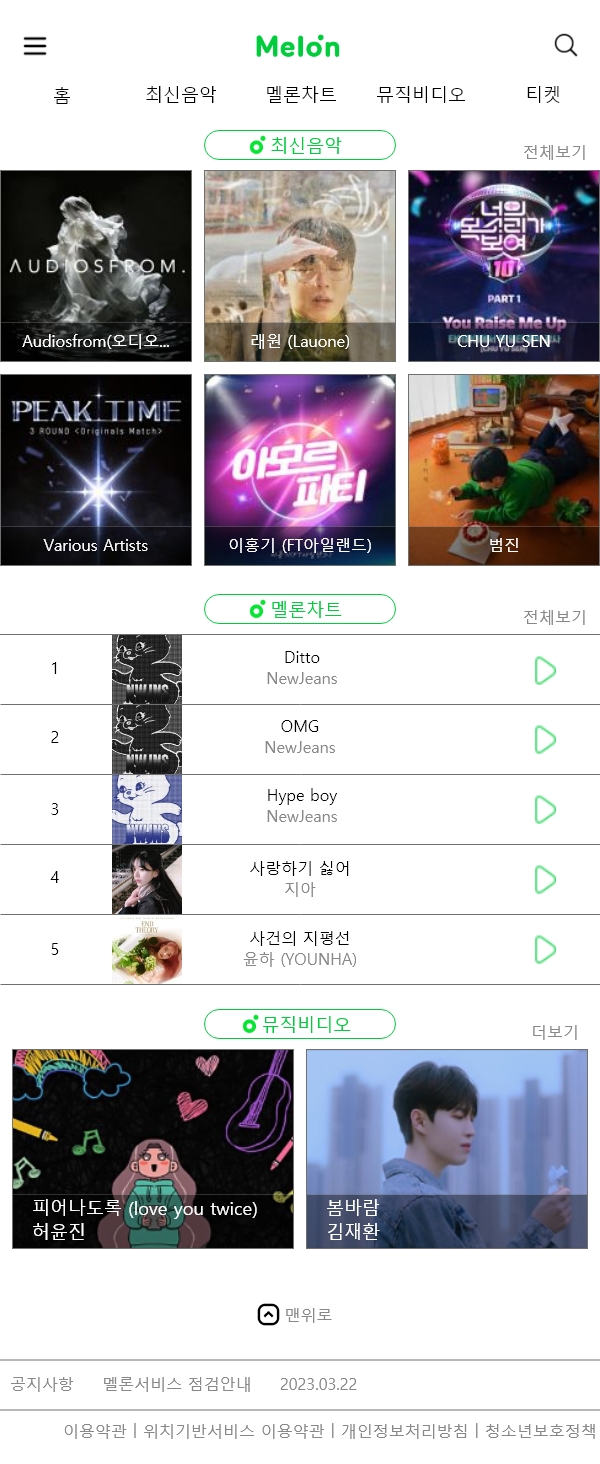 Melon
홈 최신음악 멜론차트 뮤직비디오 티켓
최신음악
전체보기
AUDIOSFROM.
Audiosfrom(오디오...
래원 (Lauone)
너의
목소리가
보여
10
PART 1
You Raise Me Up
CHU YU SEN
(CHU YU SEN)
PEAK TIME
3 ROUND <Originals Match>
Various Artists
아모르
파티
이홍기 (FT아일랜드)
범진
멜론차트
전체보기
1
NWJNS
Ditto
NewJeans
2
NWJNS
OMG
NewJeans
3
NWJNS
Hype boy
NewJeans
4
사랑하기 싫어
지아
5
END
THEORY
사건의 지평선
윤하 (YOUNHA)
뮤직비디오
더보기
피어나도록 (love you twice)
허윤진
봄바람
김재환
맨위로
공지사항 멜론서비스 점검안내 2023.03.22
이용약관 | 위치기반서비스 이용약관 | 개인정보처리방침 | 청소년보호정책